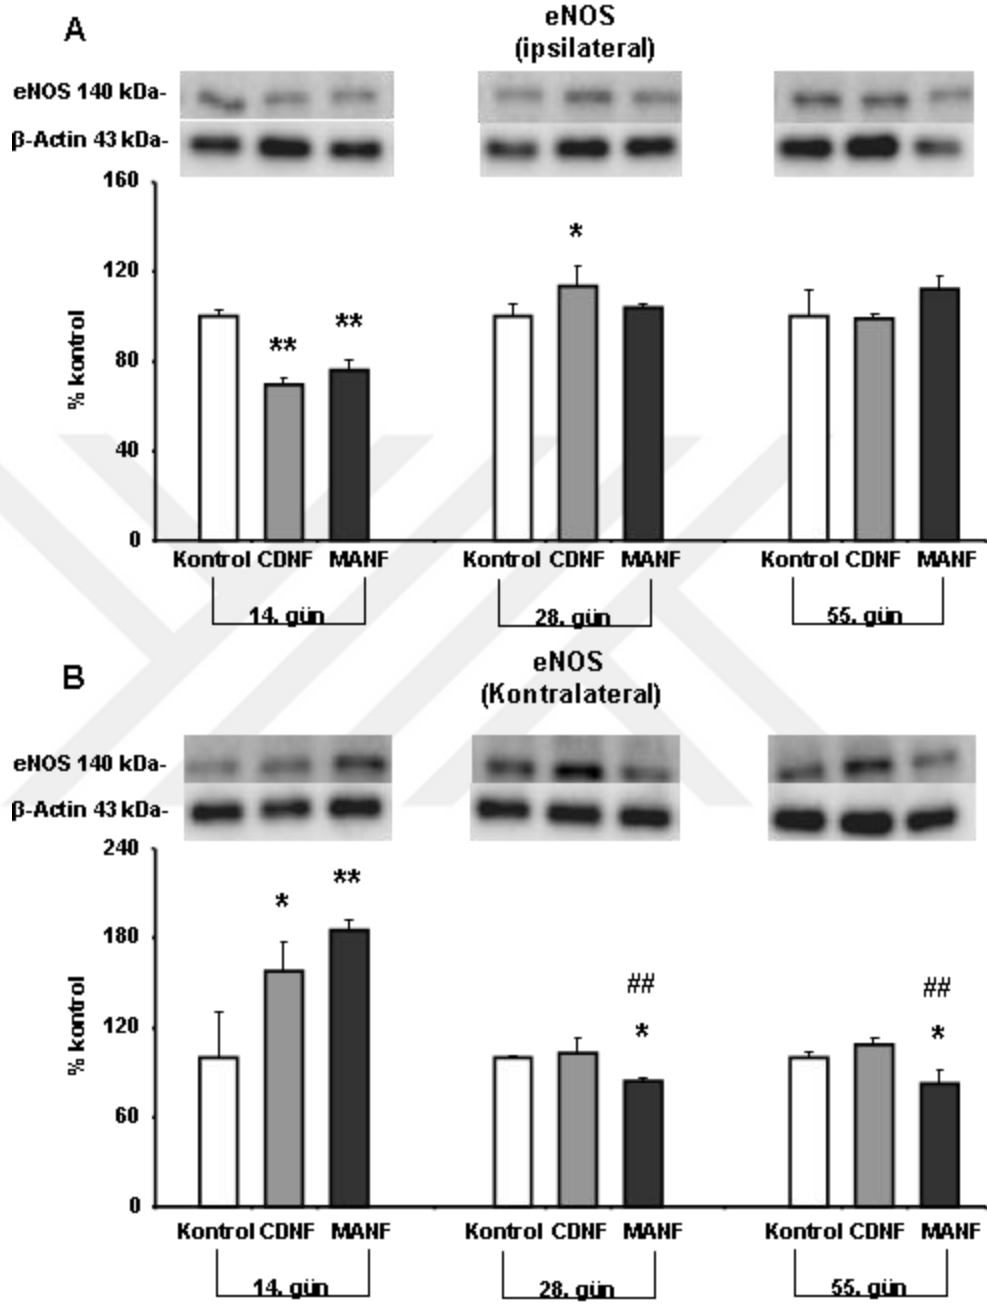 A
eNOS
(ipsilateral)
eNOS 140 kDa-
β-Actin 43 kDa-
160
120
80
40
0
% kontrol
**
**
*
Kontrol CDNF MANF
Kontrol CDNF MANF
Kontrol CDNF MANF
14. gün
28. gün
55. gün
B
eNOS
(Kontralateral)
eNOS 140 kDa-
β-Actin 43 kDa-
240
180
120
60
0
% kontrol
*
**
##
*
##
*
Kontrol CDNF MANF
Kontrol CDNF MANF
Kontrol CDNF MANF
14. gün
28. gün
55. gün